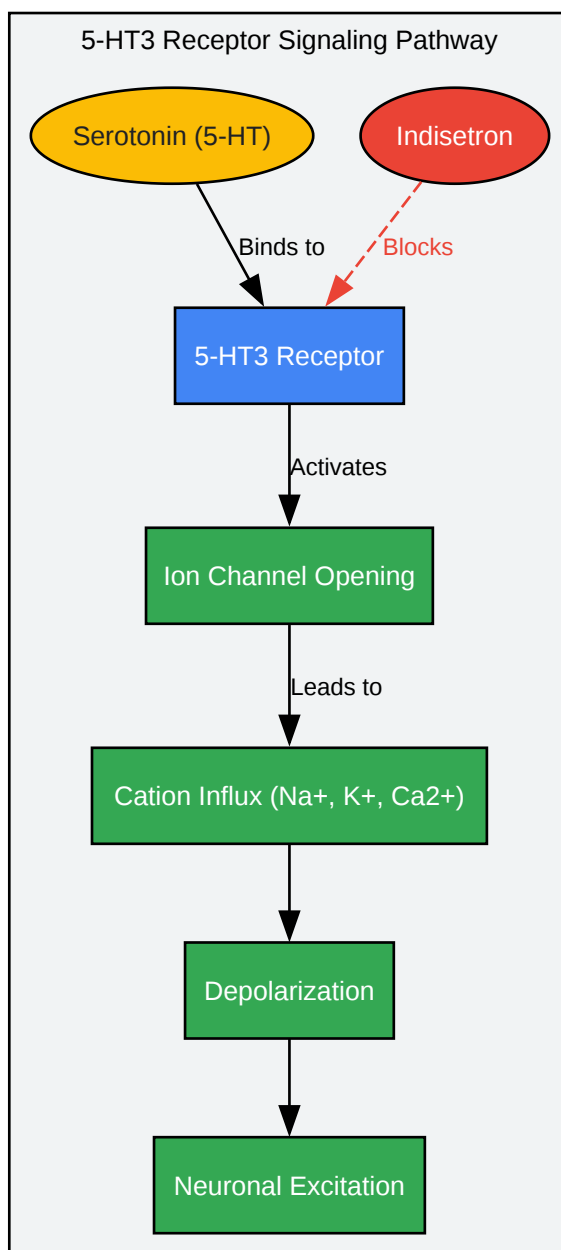 5-HT3 Receptor Signaling Pathway
Serotonin (5-HT)
Indisetron
Binds to
Blocks
5-HT3 Receptor
Activates
Ion Channel Opening
Leads to
Cation Influx (Na+, K+, Ca2+)
Depolarization
Neuronal Excitation